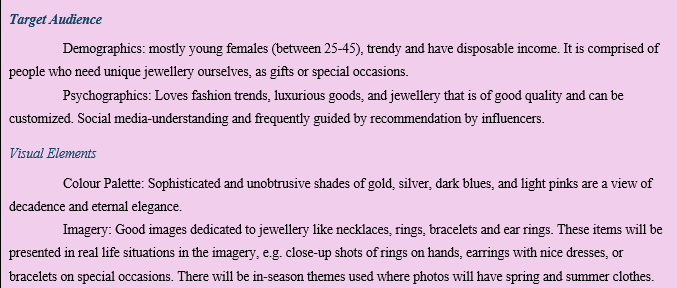 Target Audience
Demographics: mostly young females (between 25-45), trendy and have disposable income. It is comprised of
people who need unique jewellery ourselves, as gifts or special occasions.
Psychographics: Loves fashion trends, luxurious goods, and jewellery that is of good quality and can be
customized. Social media-understanding and frequently guided by recommendation by influencers.
Visual Elements
Colour Palette: Sophisticated and unobtrusive shades of gold, silver, dark blues, and light pinks are a view of
decadence and eternal elegance.
Imagery: Good images dedicated to jewellery like necklaces, rings, bracelets and ear rings. These items will be
presented in real life situations in the imagery, e.g. close-up shots of rings on hands, earrings with nice dresses, or
bracelets on special occasions. There will be in-season themes used where photos will have spring and summer clothes.